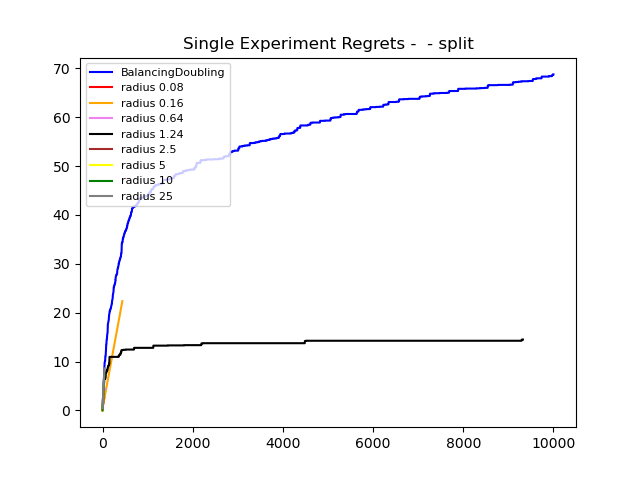 Single Experiment Regrets -  - split
BalancingDoubling
radius 0.08
radius 0.16
radius 0.64
radius 1.24
radius 2.5
radius 5
radius 10
radius 25
70
60
50
40
30
20
10
0
0 2000 4000 6000 8000 10000